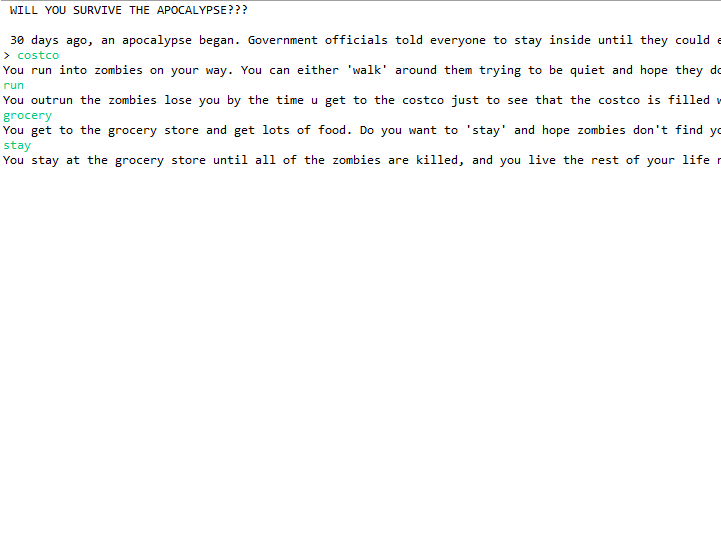 WILL YOU SURVIVE THE APOCALYPSE???
30 days ago, an apocalypse began. Government officials told everyone to stay inside until they could
> costco
You run into zombies on your way. You can either 'walk' around them trying to be quiet and hope they
run
You outrun the zombies lose you by the time u get to the costco just to see that the costco is filled
grocery
You get to the grocery store and get lots of food. Do you want to 'stay' and hope zombies don't find
stay
You stay at the grocery store until all of the zombies are killed, and you live the rest of your life